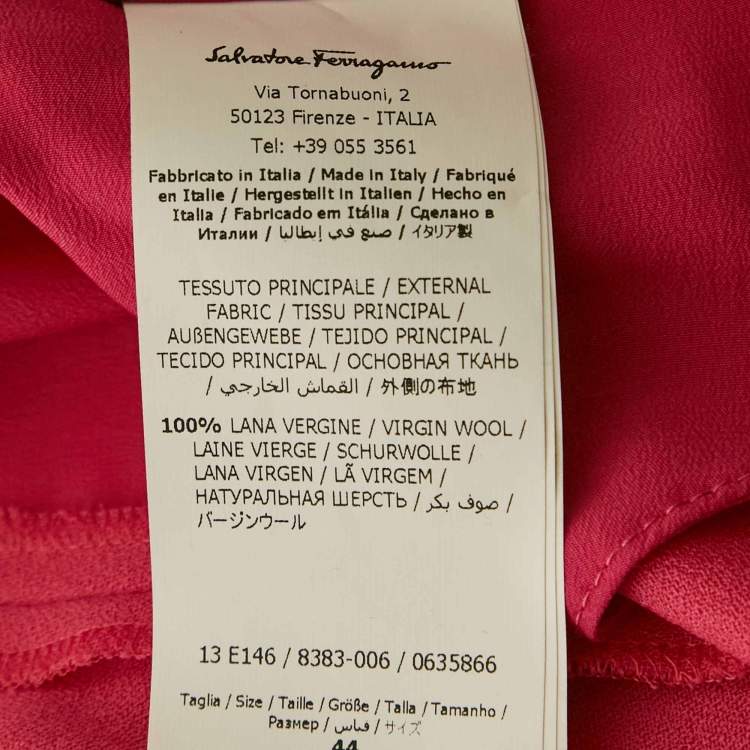 Salvatore Ferragamo
Via Tornabuoni, 2
50123 Firenze - ITALIA
Tel: +39 055 3561
Fabbricato in Italia / Made in Italy / Fabriqué
en Italie / Hergestellt in Italien / Hecho en
Italia / Fabricado em Itália / Сделано в
Италии / صنع في إيطاليا / イタリア製
TESSUTO PRINCIPALE / EXTERNAL
FABRIC / TISSU PRINCIPAL /
AUßENGEWEBE / TEJIDO PRINCIPAL /
TECIDO PRINCIPAL / ОСНОВНАЯ ТКАНЬ
/ القماش الخارجي / 外側の布地
100% LANA VERGINE / VIRGIN WOOL /
LAINE VIERGE / SCHURWOLLE /
LANA VIRGEN / LÃ VIRGEM /
НАТУРАЛЬНАЯ ШЕРСТЬ / صوف بكر /
バージンウール
13 E146 / 8383-006 / 0635866
Taglia / Size / Taille / Größe / Talla / Tamanho /
Размер / قياس / サイズ
44